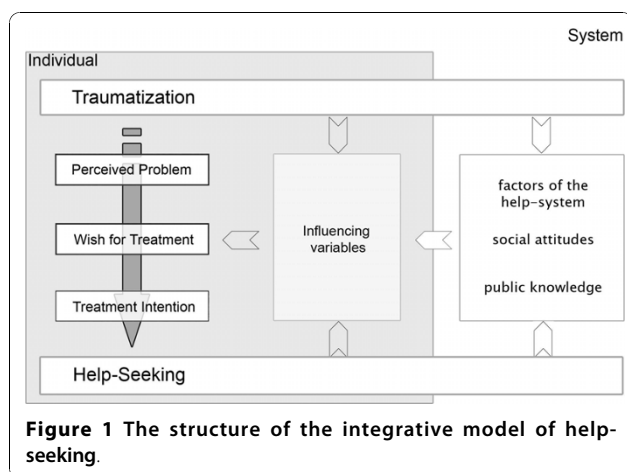 System
Individual
Traumatization
Perceived Problem
Wish for Treatment
Treatment Intention
Influencing
variables
factors of the
help-system
social attitudes
public knowledge
Help-Seeking
Figure 1 The structure of the integrative model of help-
seeking.